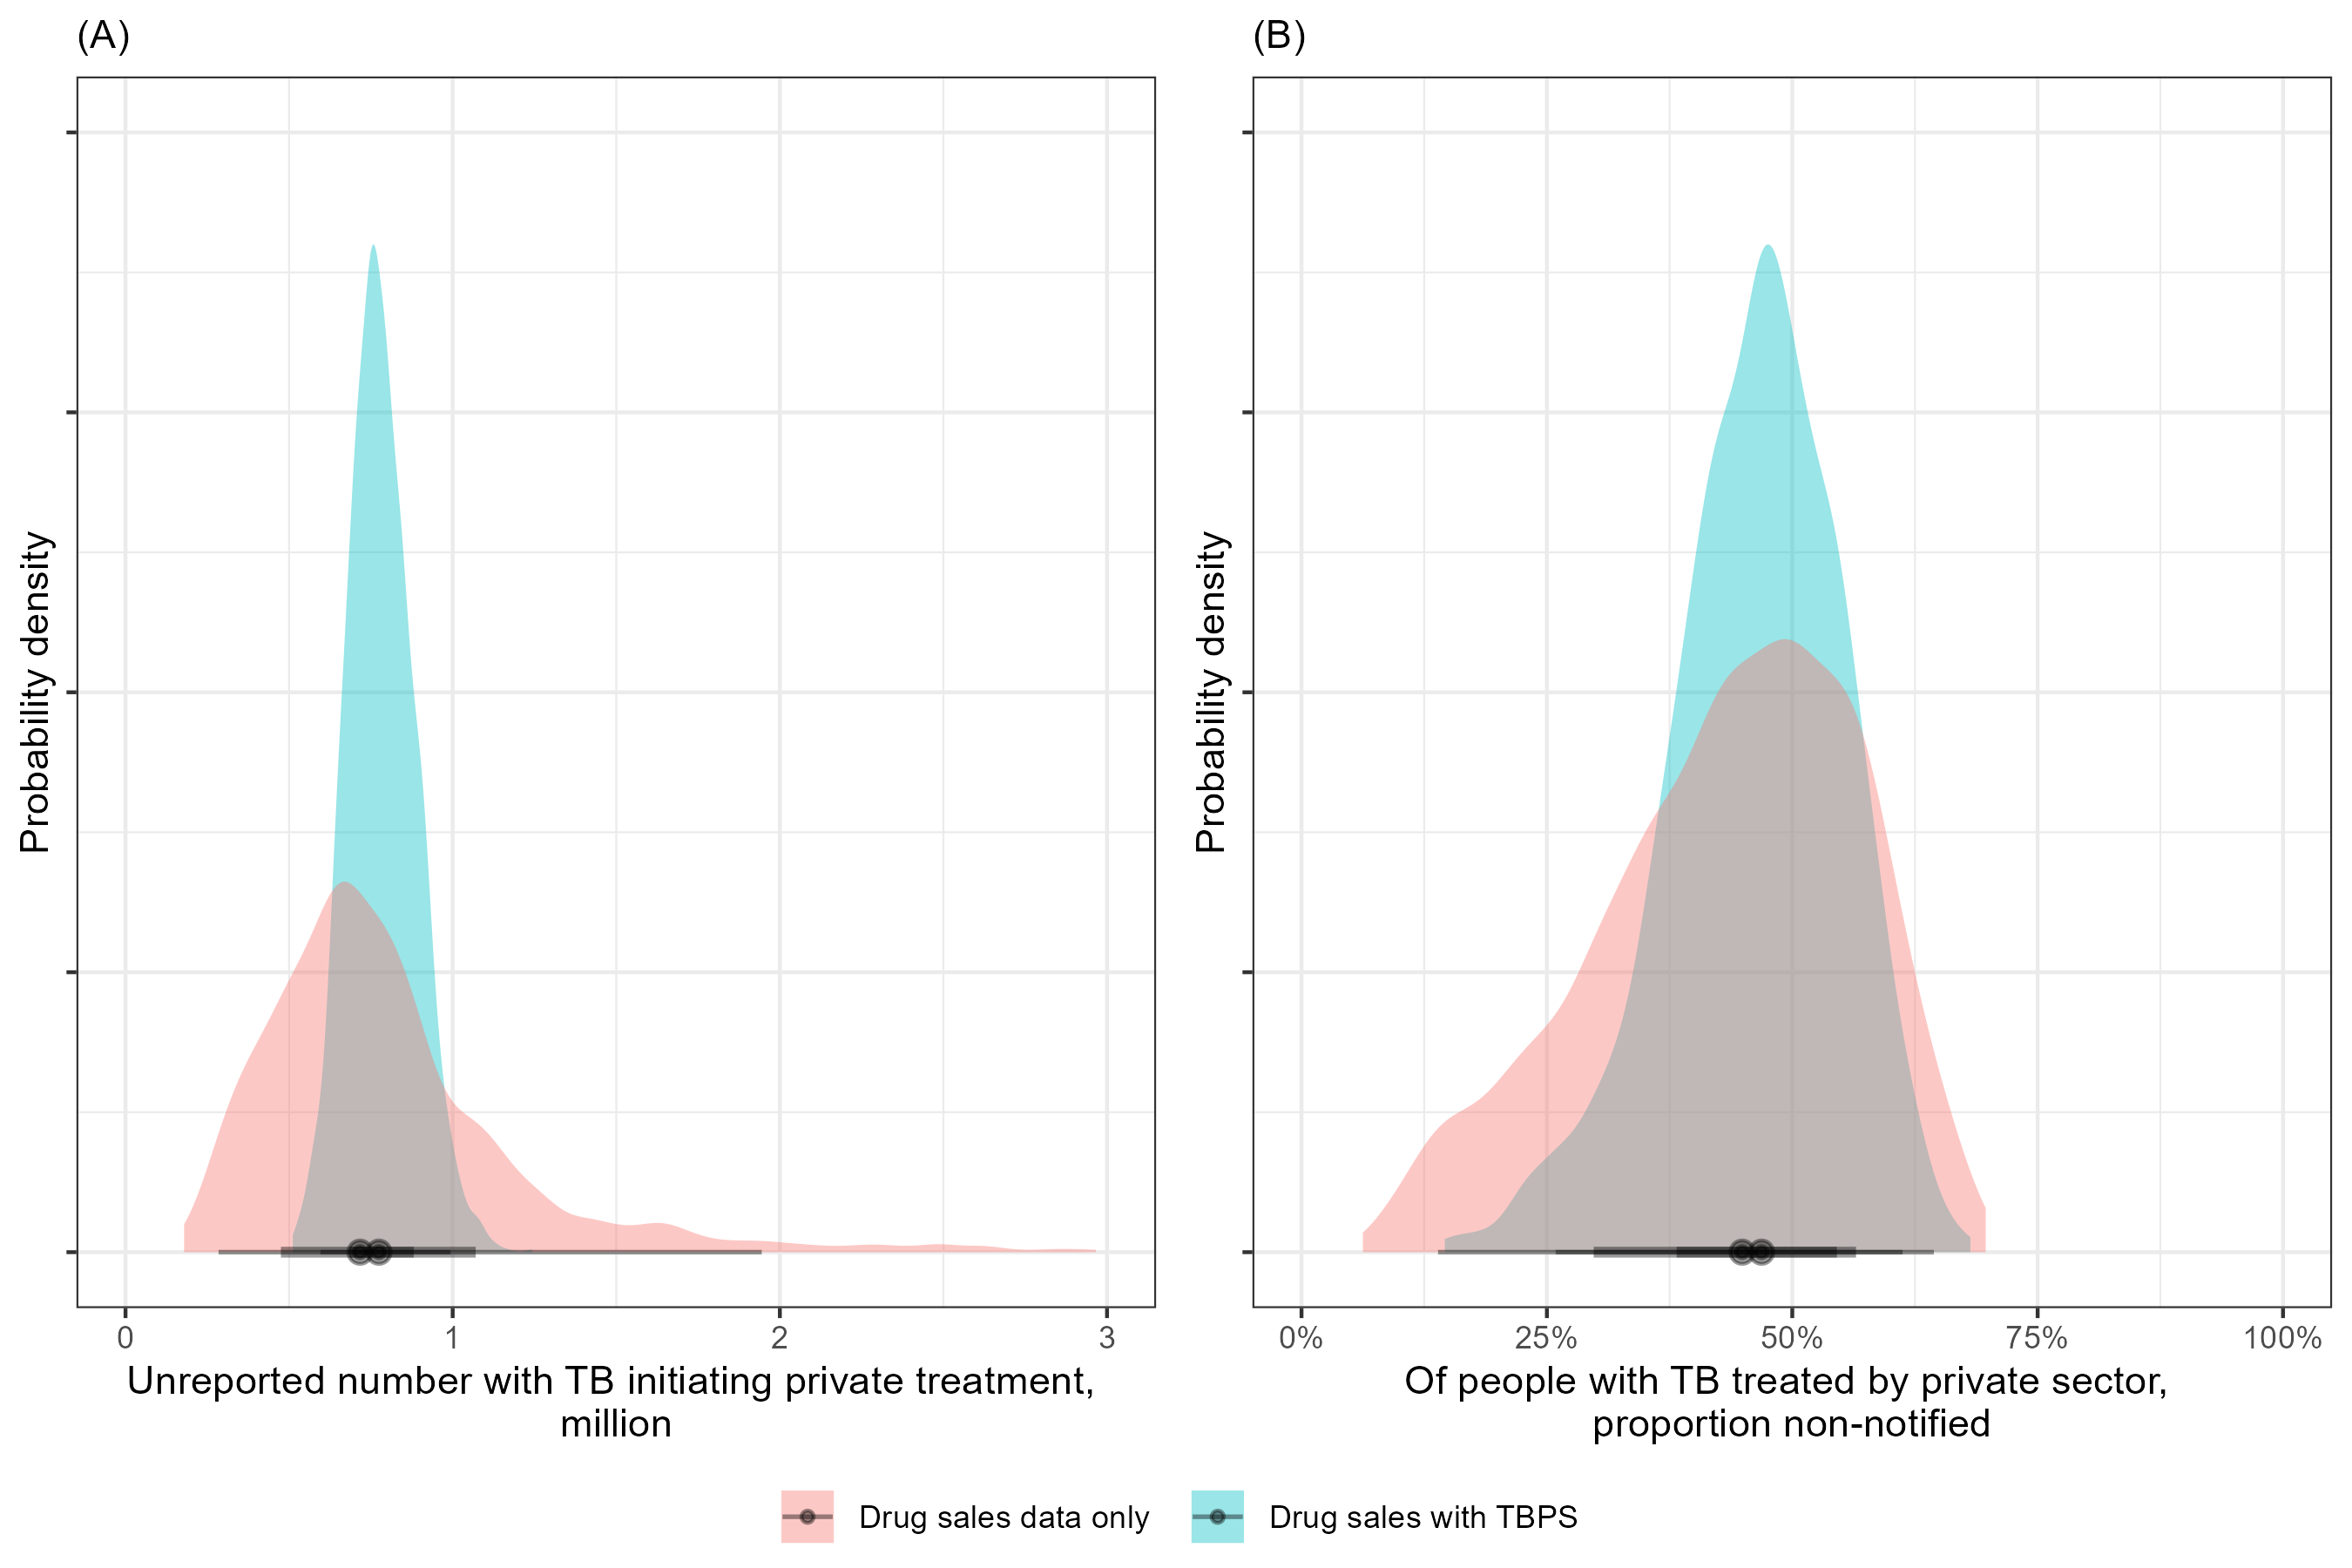 (A)
Probability density
0 1 2 3
Unreported number with TB initiating private treatment,
million
(B)
Probability density
0% 25% 50% 75% 100%
Of people with TB treated by private sector,
proportion non-notified
Drug sales data only
Drug sales with TBPS